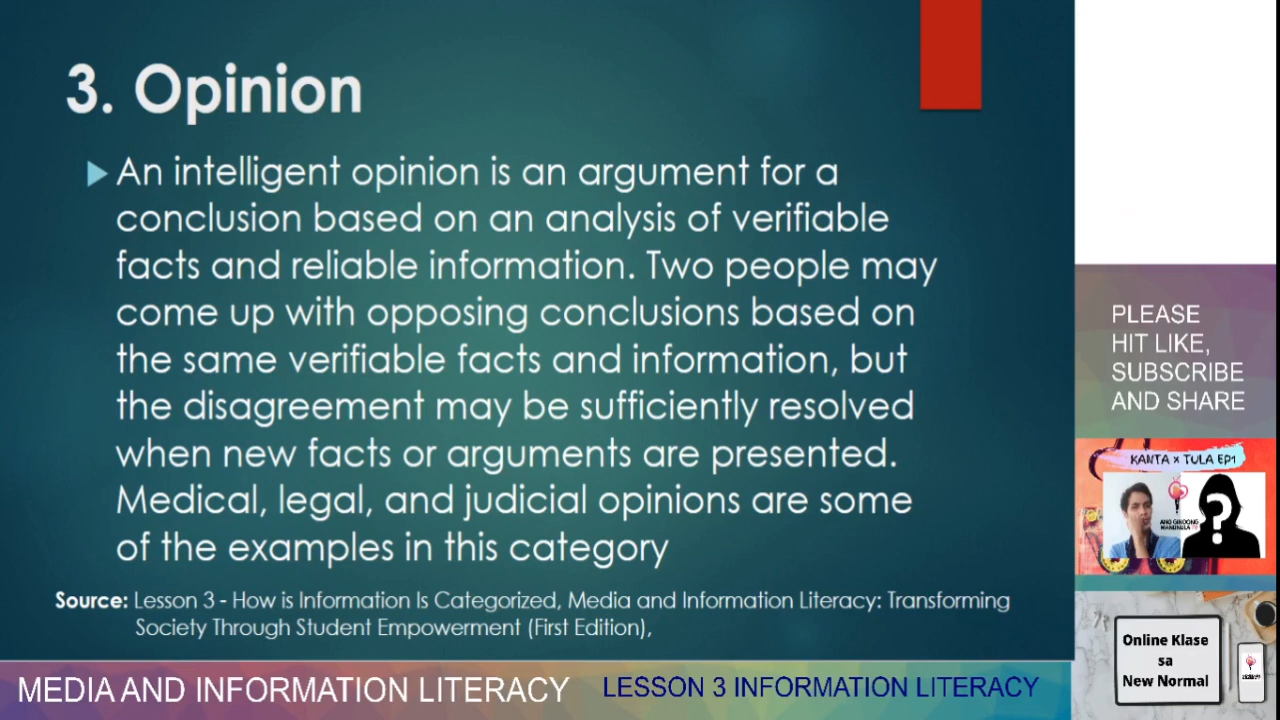 3. Opinion
An intelligent opinion is an argument for a
conclusion based on an analysis of verifiable
facts and reliable information. Two people may
come up with opposing conclusions based on
the same verifiable facts and information, but
the disagreement may be sufficiently resolved
when new facts or arguments are presented.
Medical, legal, and judicial opinions are some
of the examples in this category
Source: Lesson 3 - How is Information Is Categorized, Media and Information Literacy: Transforming
Society Through Student Empowerment (First Edition),
MEDIA AND INFORMATION LITERACY
LESSON 3 INFORMATION LITERACY
PLEASE
HIT LIKE,
SUBSCRIBE
AND SHARE
KANTA x TULA EP1
ANG GINOONG
?
Online Klase
sa
New Normal